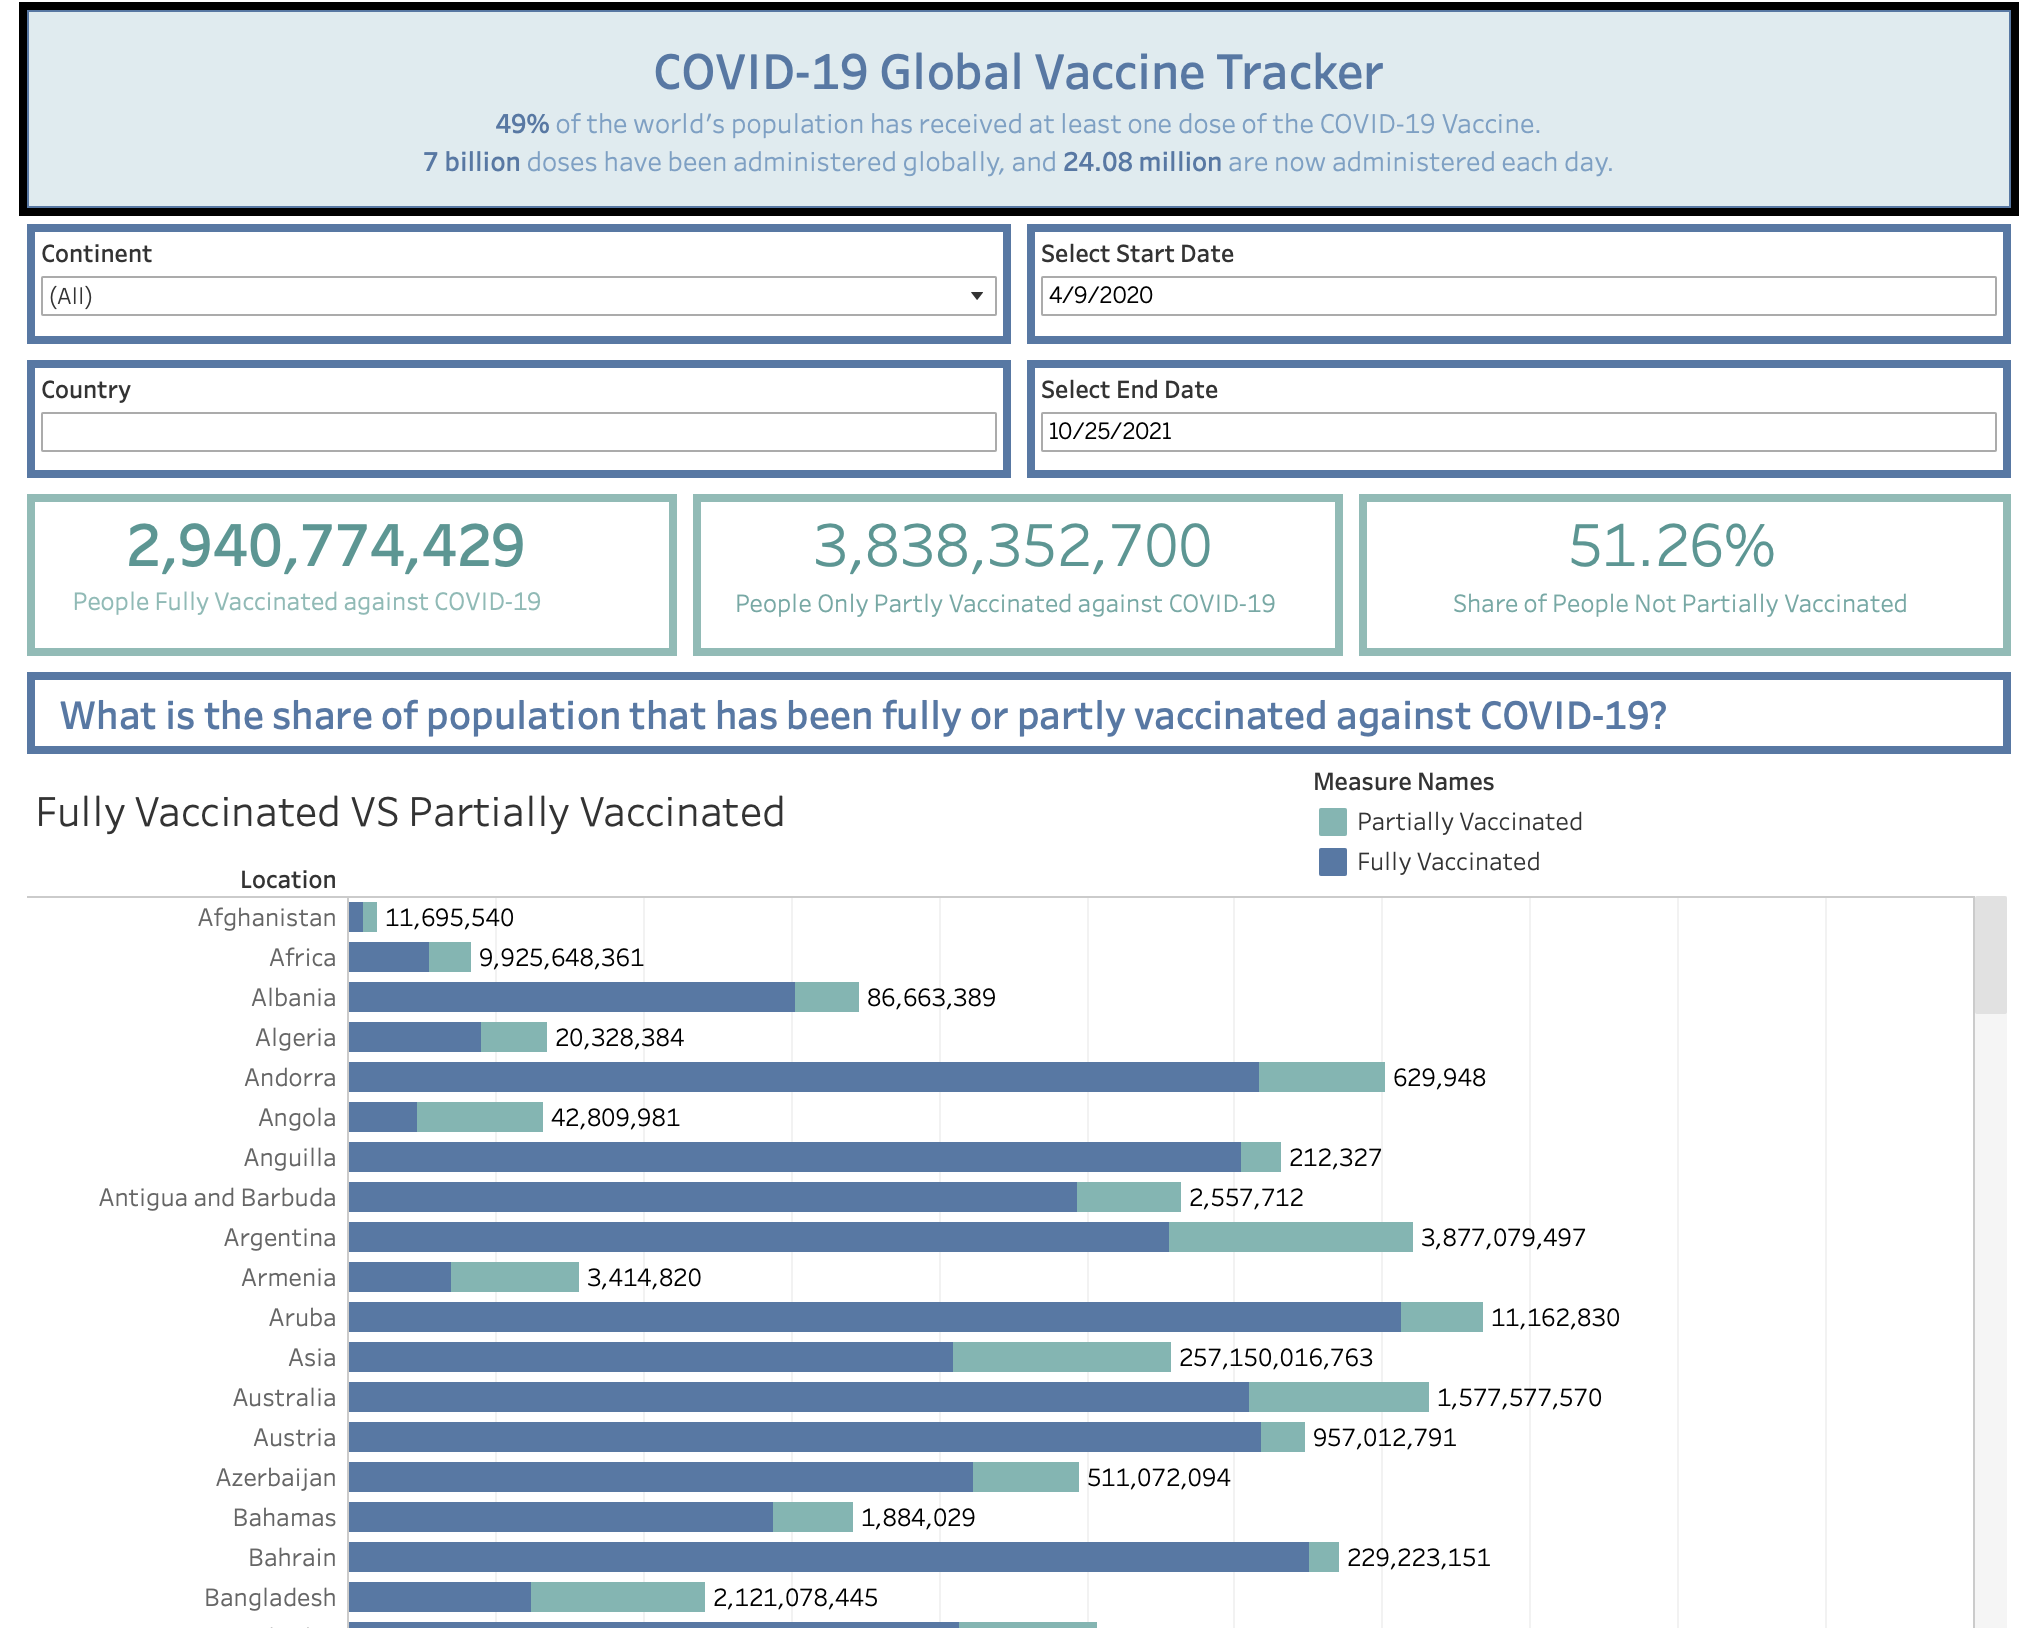 COVID-19 Global Vaccine Tracker
49% of the world's population has received at least one dose of the COVID-19 Vaccine.
7 billion doses have been administered globally, and 24.08 million are now administered each day.
Continent
(All)
Select Start Date
4/9/2020
Country
Select End Date
10/25/2021
2,940,774,429
People Fully Vaccinated against COVID-19
3,838,352,700
People Only Partly Vaccinated against COVID-19
51.26%
Share of People Not Partially Vaccinated
What is the share of population that has been fully or partly vaccinated against COVID-19?
Fully Vaccinated VS Partially Vaccinated
Measure Names
Partially Vaccinated
Fully Vaccinated
Location
Afghanistan 11,695,540
Africa 9,925,648,361
Albania 86,663,389
Algeria 20,328,384
Andorra 629,948
Angola 42,809,981
Anguilla 212,327
Antigua and Barbuda 2,557,712
Argentina 3,877,079,497
Armenia 3,414,820
Aruba 11,162,830
Asia 257,150,016,763
Australia 1,577,577,570
Austria 957,012,791
Azerbaijan 511,072,094
Bahamas 1,884,029
Bahrain 229,223,151
Bangladesh 2,121,078,445